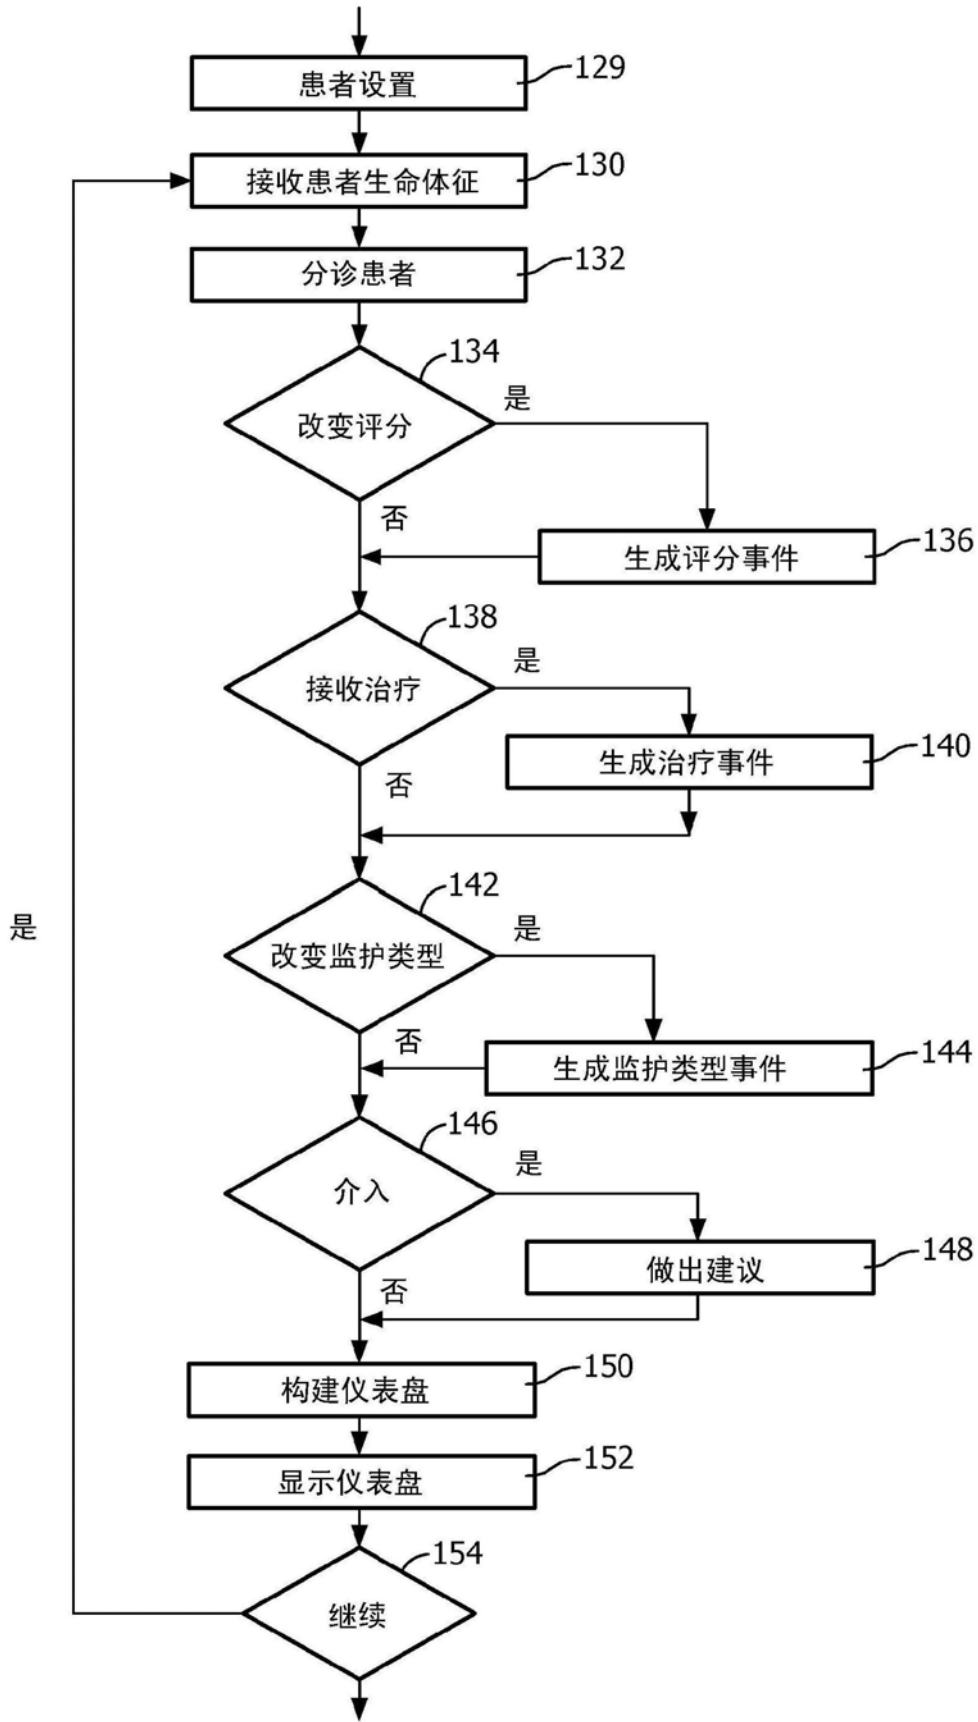 患者设置
129
接收患者生命体征
130
分诊患者
132
134
改变评分
是
否
生成评分事件
136
138
接收治疗
是
否
生成治疗事件
140
142
改变监护类型
是
是
否
生成监护类型事件
144
146
介入
是
否
做出建议
148
构建仪表盘
150
显示仪表盘
152
154
继续